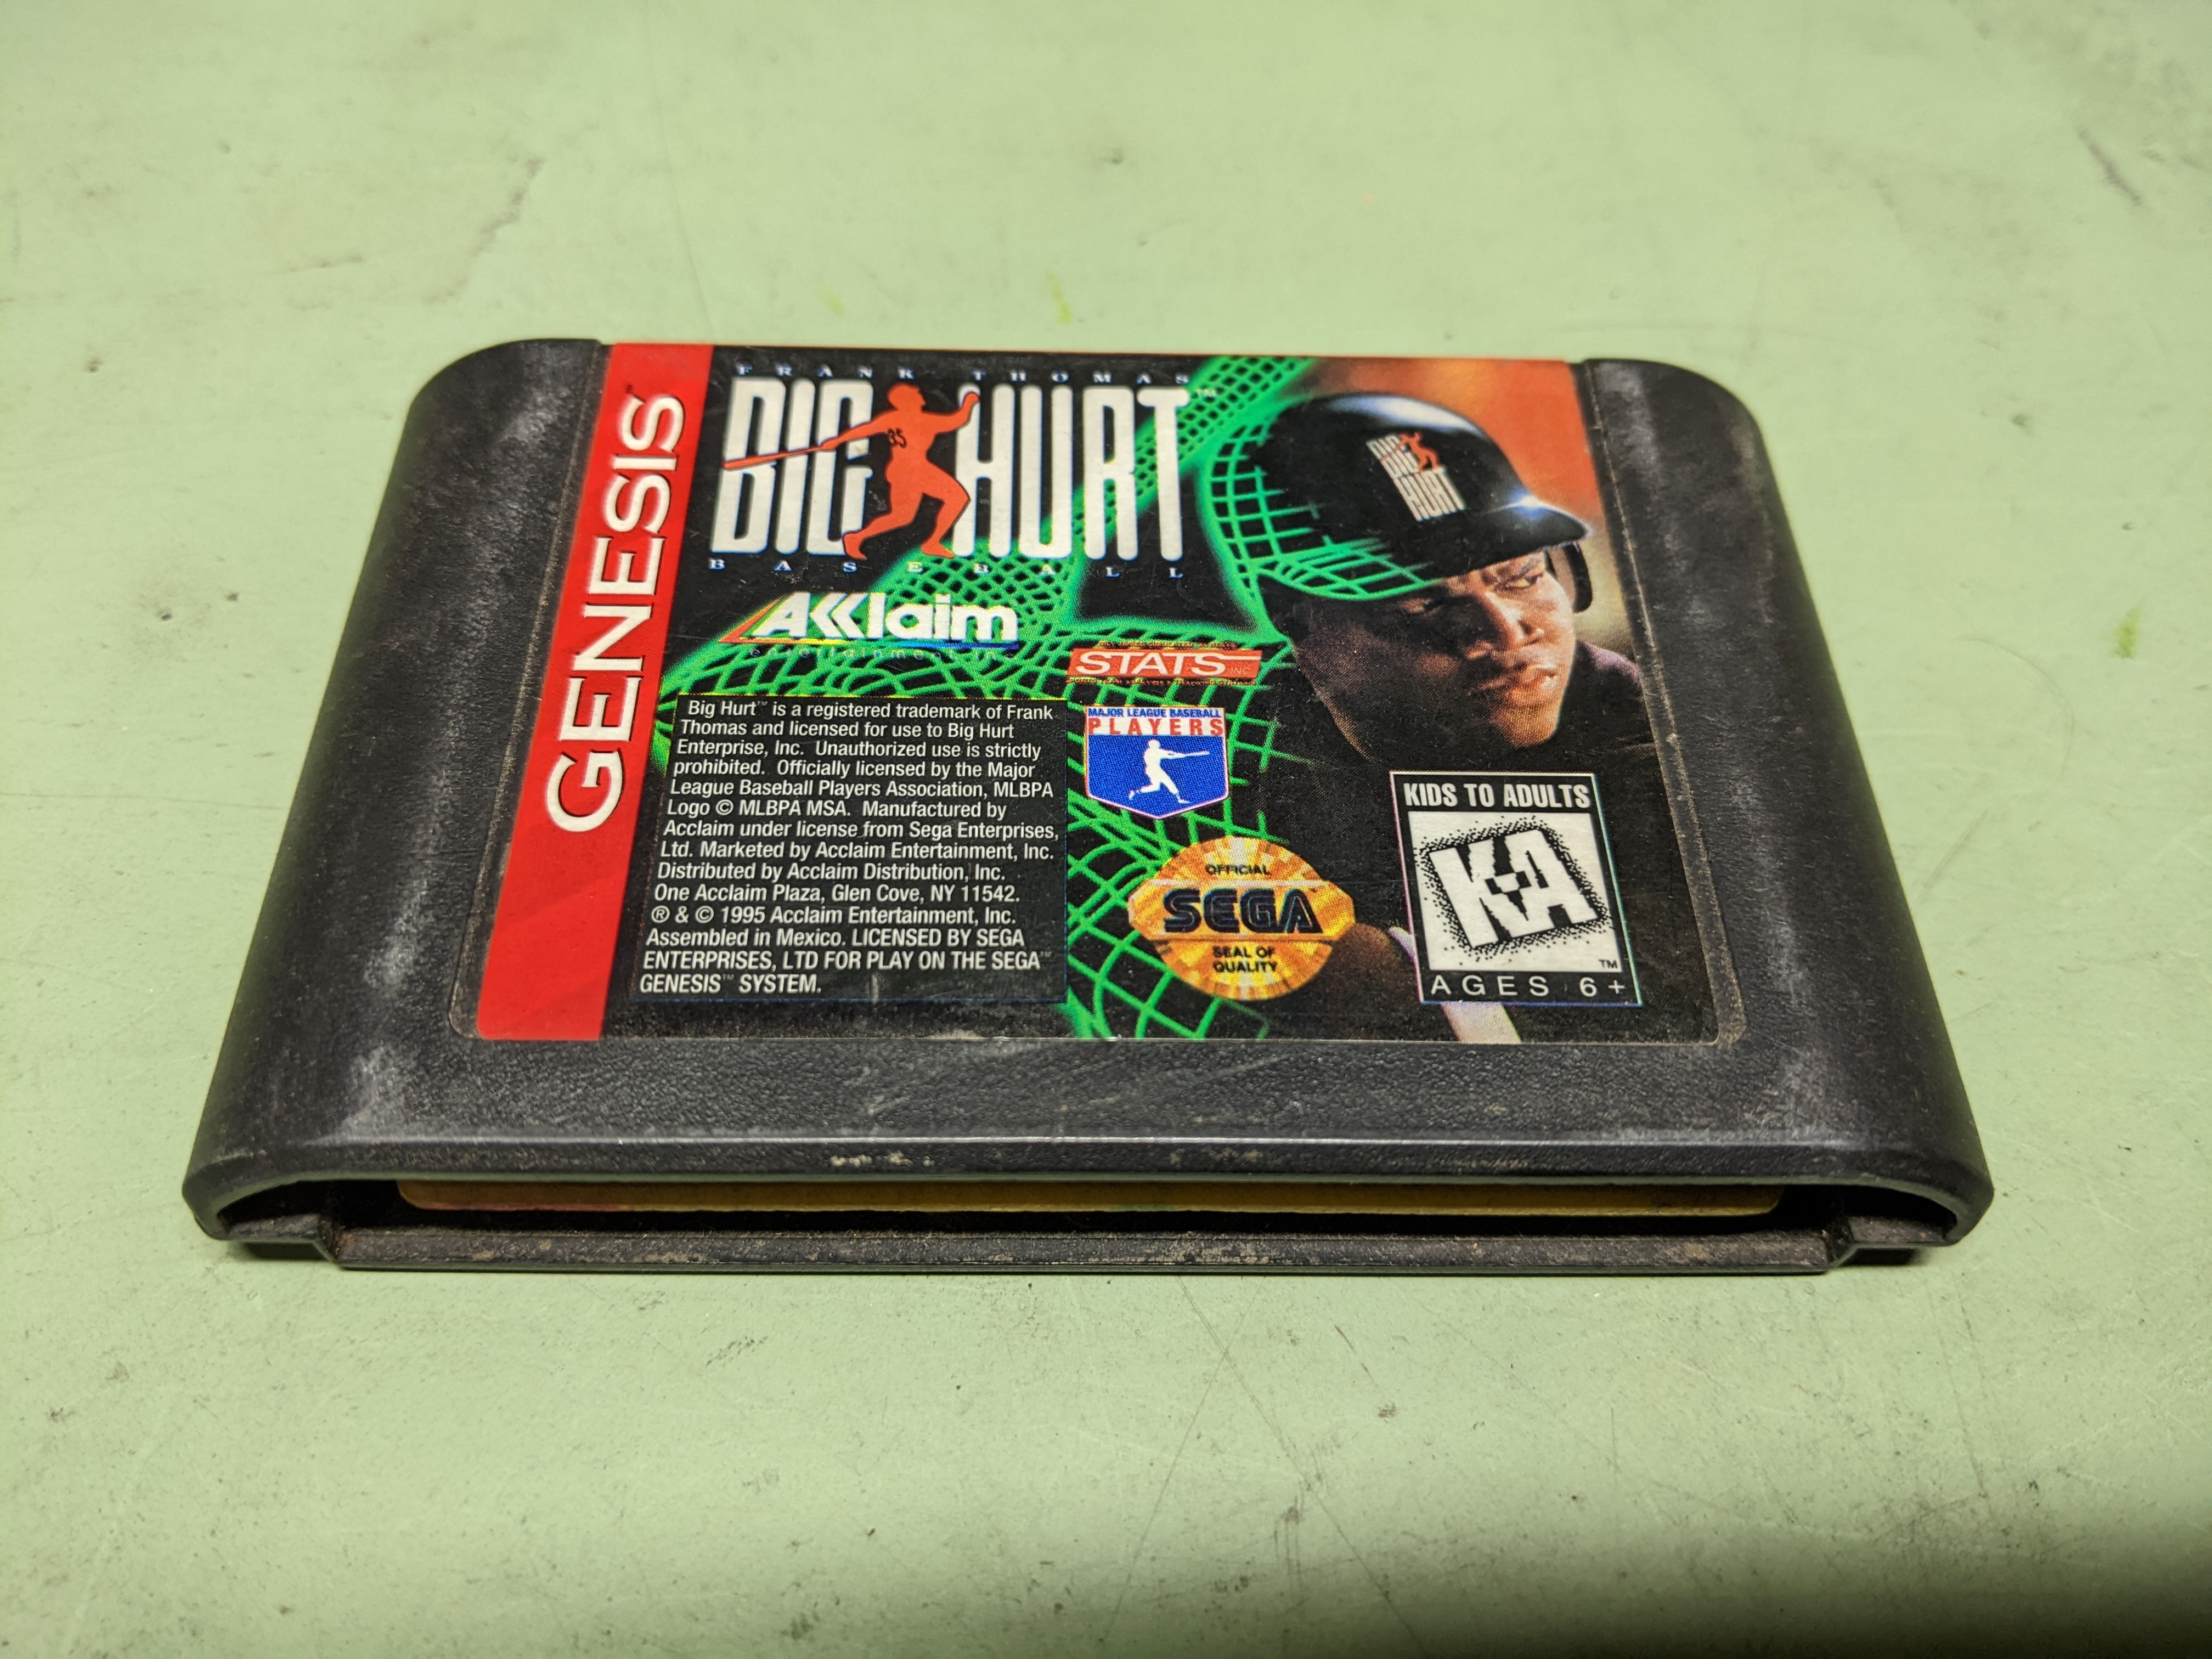 GENESIS
FRANK THOMAS
BIG HURT™
35
BASEBALL
BIG
HURT
Acclaim
entertainment inc
STATS INC
MAJOR LEAGUE BASEBALL
PLAYERS
Big Hurt™ is a registered trademark of Frank
Thomas and licensed for use to Big Hurt
Enterprise, Inc. Unauthorized use is strictly
prohibited. Officially licensed by the Major
League Baseball Players Association, MLBPA
Logo © MLBPA MSA. Manufactured by
Acclaim under license from Sega Enterprises,
Ltd. Marketed by Acclaim Entertainment, Inc.
Distributed by Acclaim Distribution, Inc.
One Acclaim Plaza, Glen Cove, NY 11542.
® & © 1995 Acclaim Entertainment, Inc.
Assembled in Mexico. LICENSED BY SEGA
ENTERPRISES, LTD FOR PLAY ON THE SEGA™
GENESIS™ SYSTEM.
OFFICIAL
SEGA
SEAL OF
QUALITY
KIDS TO ADULTS
K-A
™
AGES 6+